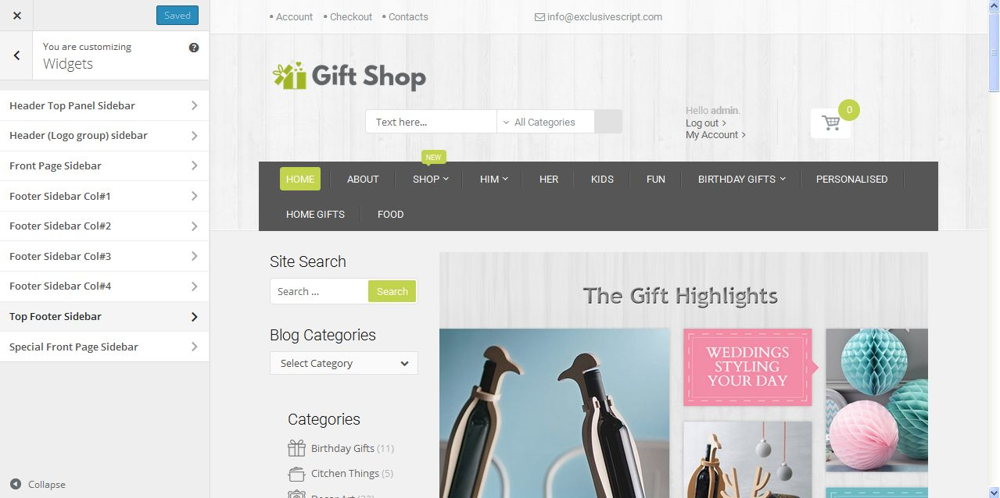 Saved
You are customizing
Widgets
Header Top Panel Sidebar
Header (Logo group) sidebar
Front Page Sidebar
Footer Sidebar Col#1
Footer Sidebar Col#2
Footer Sidebar Col#3
Footer Sidebar Col#4
Top Footer Sidebar
Special Front Page Sidebar
Collapse
• Account • Checkout • Contacts
info@exclusivescript.com
Gift Shop
Text here...
All Categories
Hello admin.
Log out
My Account
0
NEW
HOME ABOUT SHOP HIM HER KIDS FUN BIRTHDAY GIFTS PERSONALISED
HOME GIFTS FOOD
Site Search
Search ...
Search
Blog Categories
Select Category
Categories
Birthday Gifts (11)
Citchen Things (5)
The Gift Highlights
WEDDINGS
STYLING
YOUR DAY